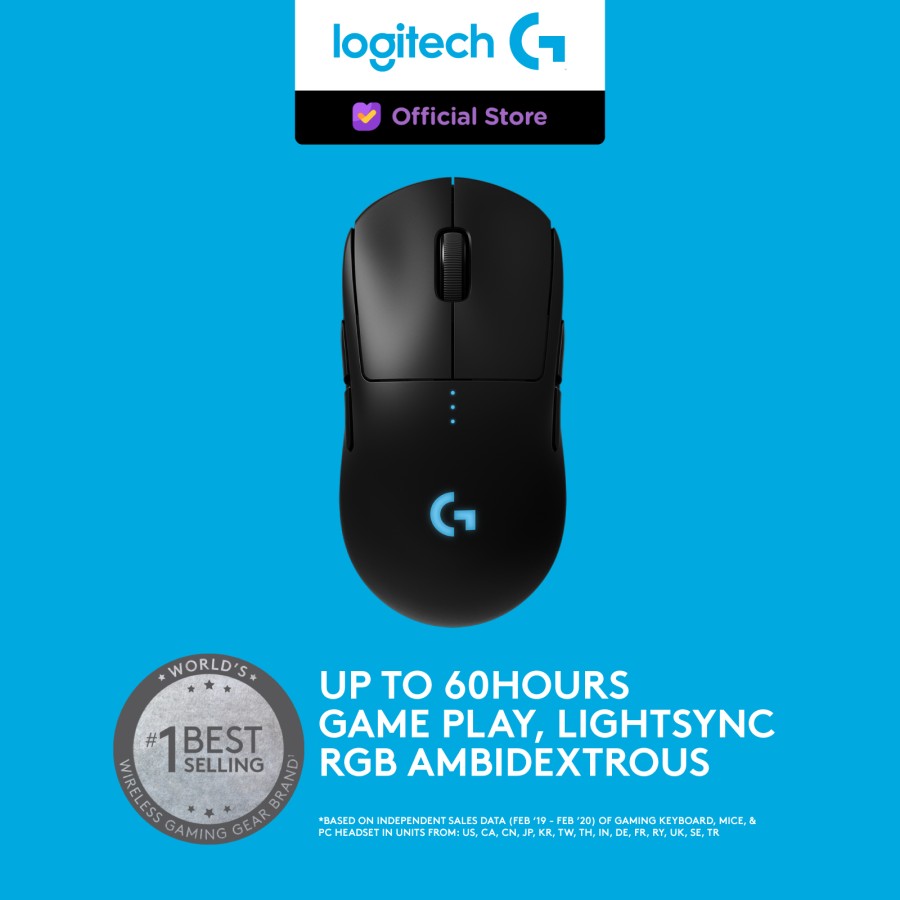 logitech G
Official Store
WORLD'S
#1 BEST
SELLING
WIRELESS GAMING GEAR BRAND¹
UP TO 60HOURS
GAME PLAY, LIGHTSYNC
RGB AMBIDEXTROUS
*BASED ON INDEPENDENT SALES DATA (FEB '19 - FEB '20) OF GAMING KEYBOARD, MICE, &
PC HEADSET IN UNITS FROM: US, CA, CN, JP, KR, TW, TH, IN, DE, FR, RY, UK, SE, TR